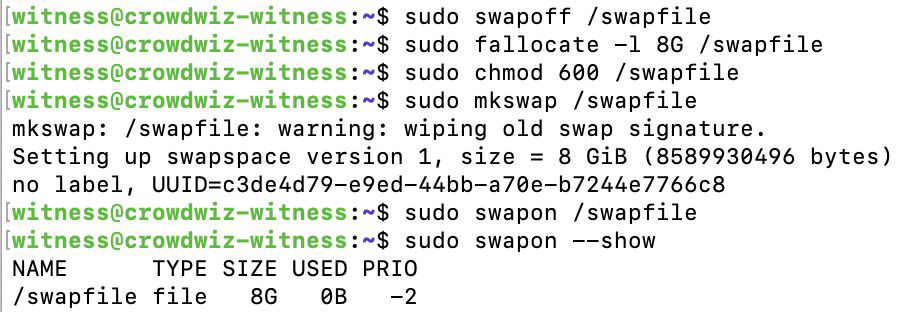 [witness@crowdwiz-witness:~$ sudo swapoff /swapfile
[witness@crowdwiz-witness:~$ sudo fallocate -l 8G /swapfile
[witness@crowdwiz-witness:~$ sudo chmod 600 /swapfile
[witness@crowdwiz-witness:~$ sudo mkswap /swapfile
mkswap: /swapfile: warning: wiping old swap signature.
Setting up swapspace version 1, size = 8 GiB (8589930496 bytes)
no label, UUID=c3de4d79-e9ed-44bb-a70e-b7244e7766c8
[witness@crowdwiz-witness:~$ sudo swapon /swapfile
[witness@crowdwiz-witness:~$ sudo swapon --show
NAME      TYPE SIZE USED PRIO
/swapfile file   8G   0B   -2